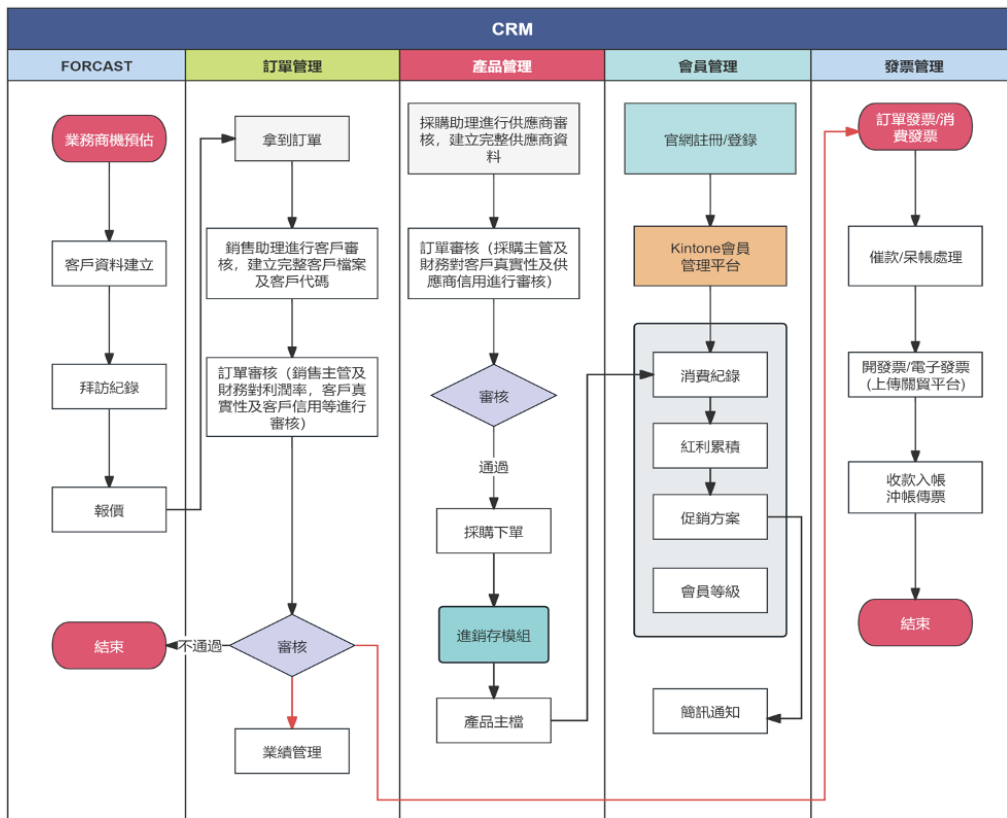 CRM
FORCAST
訂單管理
產品管理
會員管理
發票管理
業務商機預估
客戶資料建立
拜訪紀錄
報價
結束
拿到訂單
銷售助理進行客戶審
核，建立完整客戶檔案
及客戶代碼
訂單審核（銷售主管及
財務對利潤率，客戶真
實性及客戶信用等進行
審核）
不通過
審核
業績管理
採購助理進行供應商審
核，建立完整供應商資
料
訂單審核（採購主管及
財務對客戶真實性及供
應商信用進行審核）
審核
通過
採購下單
進銷存模組
產品主檔
官網註冊/登錄
Kintone會員
管理平台
消費紀錄
紅利累積
促銷方案
會員等級
簡訊通知
訂單發票/消
費發票
催款/呆帳處理
開發票/電子發票
(上傳關貿平台)
收款入帳
沖帳傳票
結束